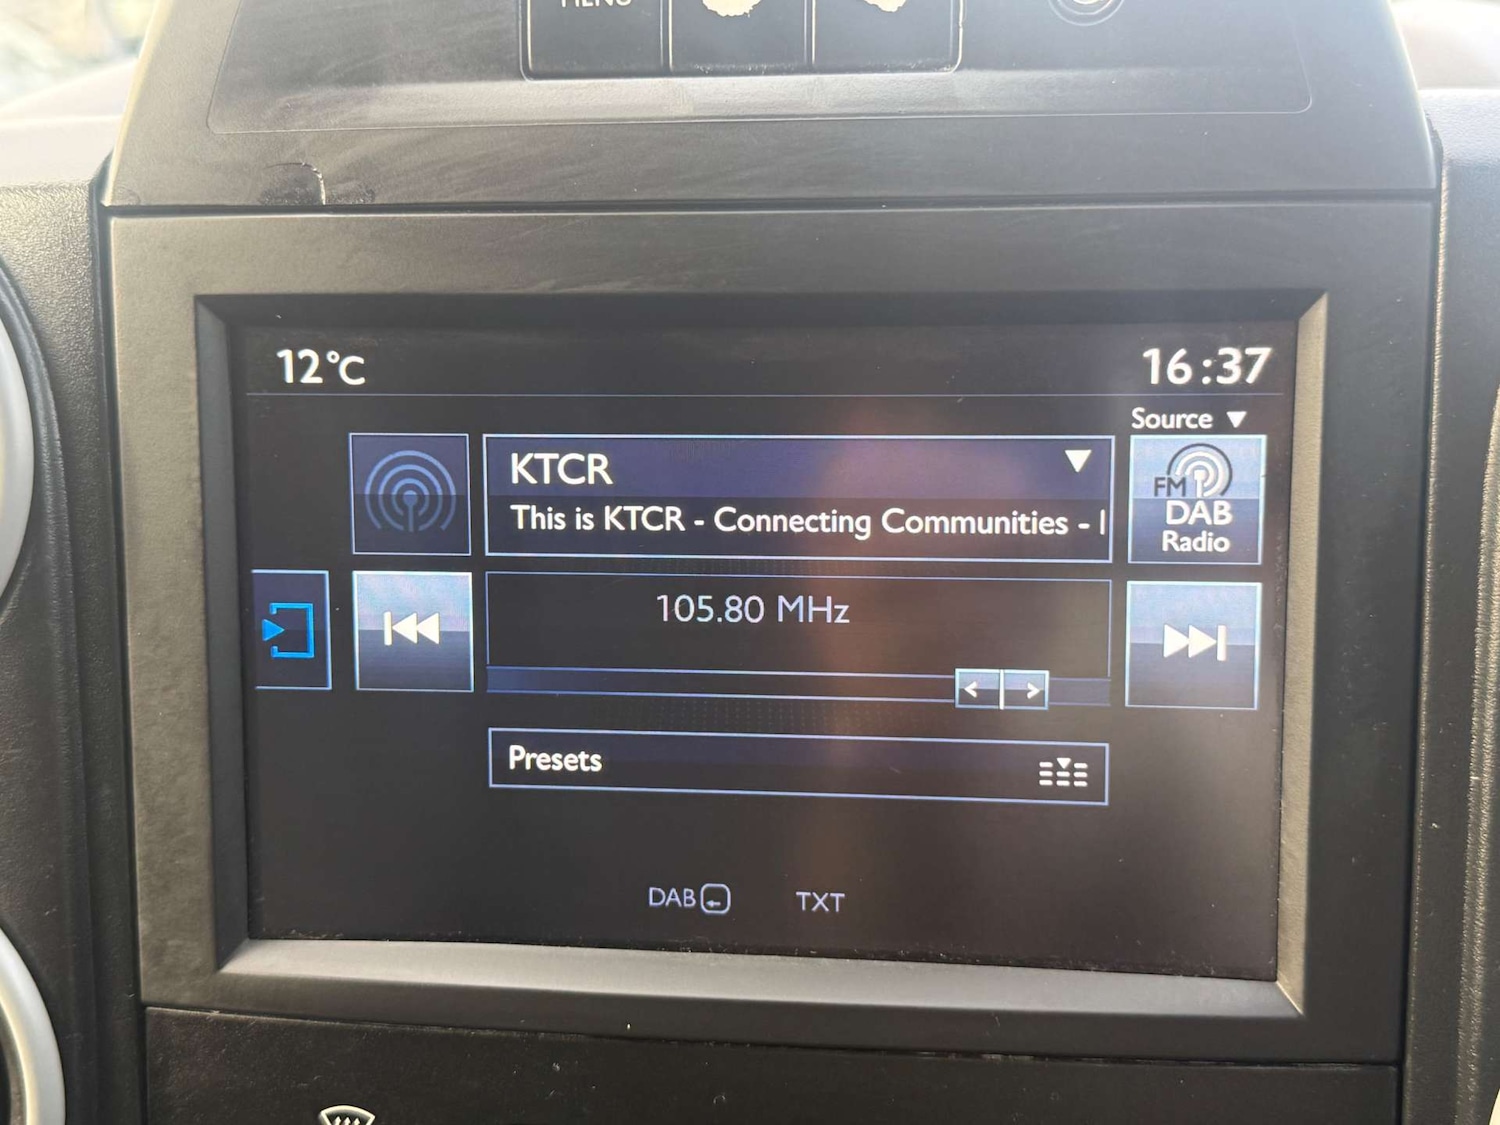 MENU
12°C
16:37
Source
KTCR
This is KTCR - Connecting Communities -
FM
DAB
Radio
105.80 MHz
Presets
DAB
TXT